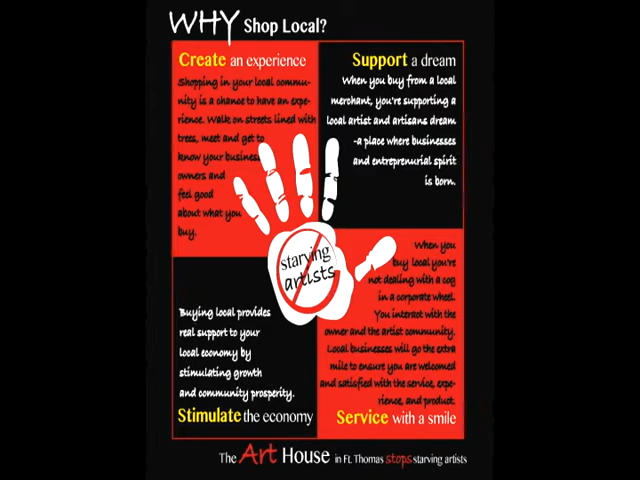 WHY Shop Local?
Create an experience
Shopping in your local commu-
nity is a chance to have an expe-
rience. Walk on streets lined with
trees, meet and get to
know your business
owners and
feel good
about what you
buy.
Support a dream
When you buy from a local
merchant, you're supporting a
local artist and artisans dream
-a place where businesses
and entreprenurial spirit
is born.
starving
artists
Buying local provides
real support to your
local economy by
stimulating growth
and community prosperity.
Stimulate the economy
When you
buy local you're
not dealing with a cog
in a corporate wheel.
You interact with the
owner and the artist community.
Local businesses will go the extra
mile to ensure you are welcomed
and satisfied with the service, expe-
rience, and product.
Service with a smile
The Art House in Ft. Thomas stops starving artists